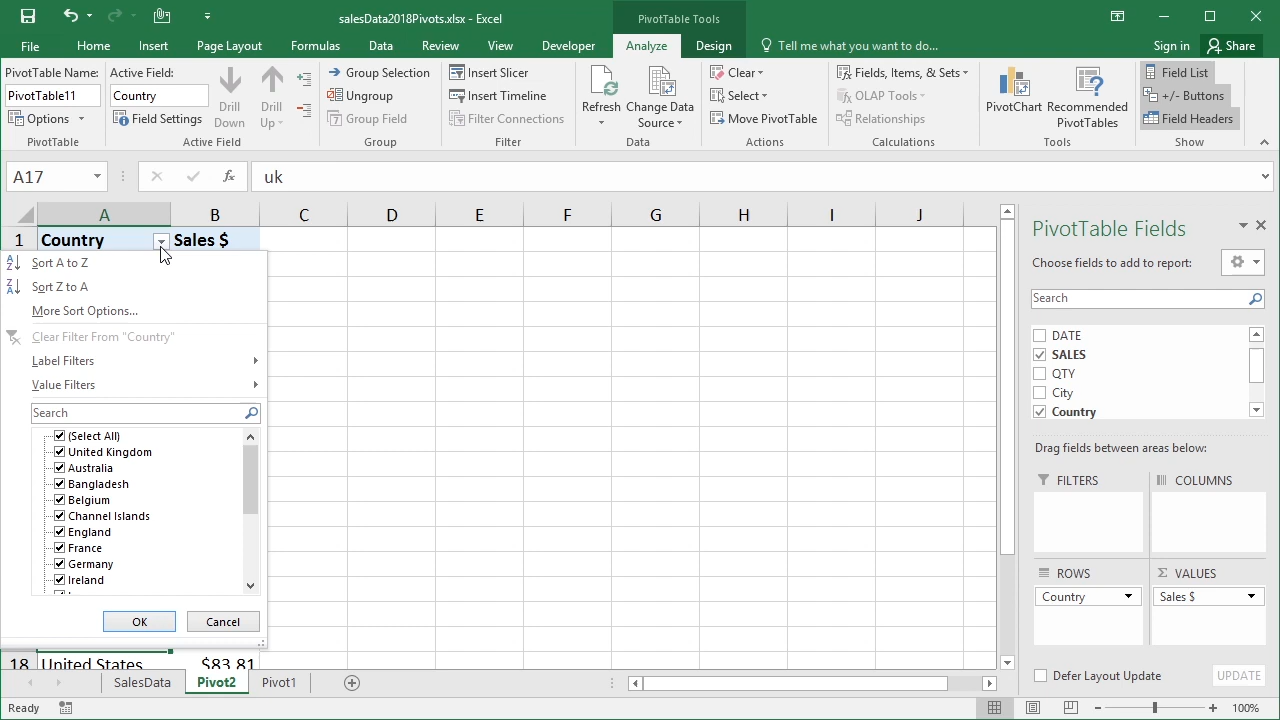 salesData2018Pivots.xlsx - Excel
PivotTable Tools
File Home Insert Page Layout Formulas Data Review View Developer Analyze Design Tell me what you want to do... Sign in Share
PivotTable Name:
PivotTable11
Options
PivotTable
Active Field:
Country
Field Settings
Drill Down
Drill Up
Active Field
Group Selection
Ungroup
Group Field
Group
Insert Slicer
Insert Timeline
Filter Connections
Filter
Refresh
Change Data Source
Data
Clear
Select
Move PivotTable
Actions
Fields, Items, & Sets
OLAP Tools
Relationships
Calculations
PivotChart
Recommended PivotTables
Tools
Field List
+/- Buttons
Field Headers
Show
A17 fx uk
A B C D E F G H I J
1 Country Sales $
Sort A to Z
Sort Z to A
More Sort Options...
Clear Filter From "Country"
Label Filters
Value Filters
Search
(Select All)
United Kingdom
Australia
Bangladesh
Belgium
Channel Islands
England
France
Germany
Ireland
OK Cancel
18 United States $83.81
PivotTable Fields
Choose fields to add to report:
Search
DATE
SALES
QTY
City
Country
Drag fields between areas below:
FILTERS COLUMNS
ROWS VALUES
Country Sales $
Defer Layout Update UPDATE
SalesData Pivot2 Pivot1
Ready 100%